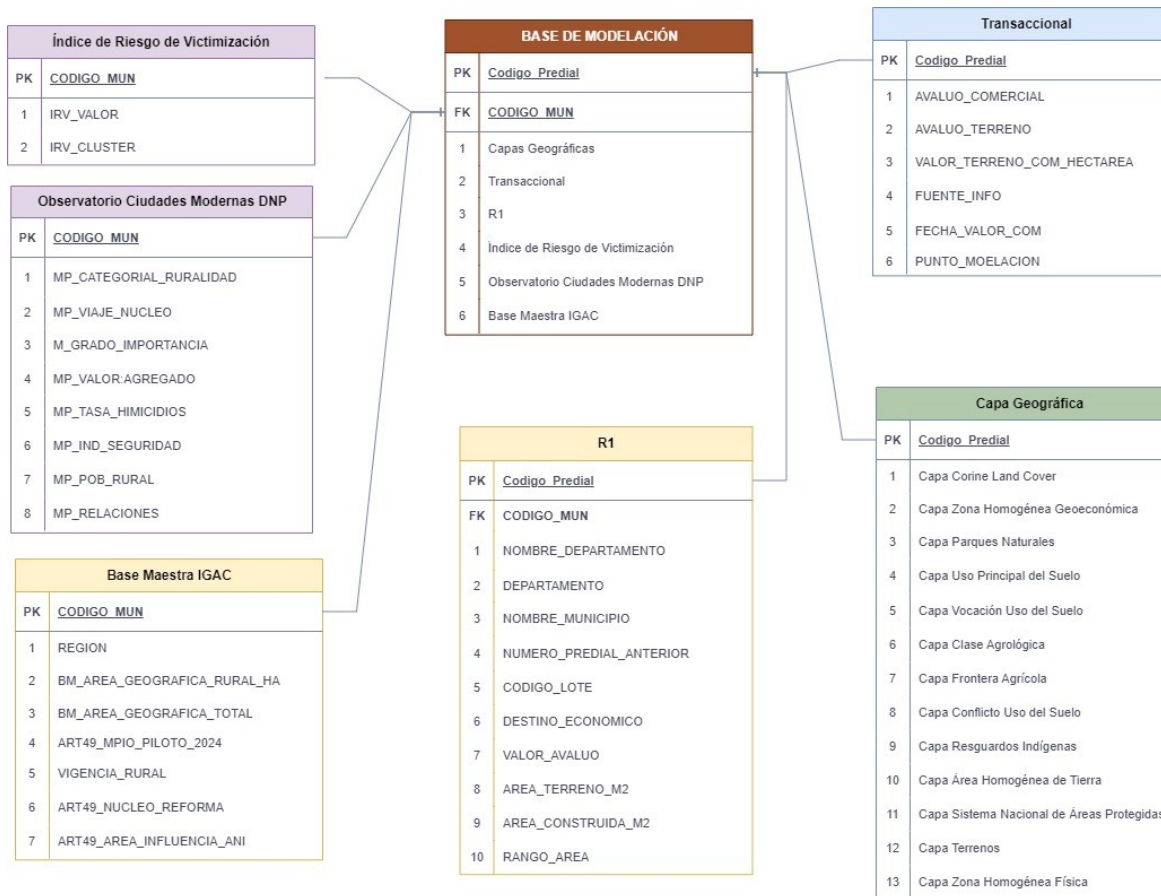 Índice de Riesgo de Victimización
PK CODIGO_MUN
1 IRV_VALOR
2 IRV_CLUSTER
Observatorio Ciudades Modernas DNP
PK CODIGO_MUN
1 MP_CATEGORIAL_RURALIDAD
2 MP_VIAJE_NUCLEO
3 M_GRADO_IMPORTANCIA
4 MP_VALOR:AGREGADO
5 MP_TASA_HIMICIDIOS
6 MP_IND_SEGURIDAD
7 MP_POB_RURAL
8 MP_RELACIONES
Base Maestra IGAC
PK CODIGO_MUN
1 REGION
2 BM_AREA_GEOGRAFICA_RURAL_HA
3 BM_AREA_GEOGRAFICA_TOTAL
4 ART49_MPIO_PILOTO_2024
5 VIGENCIA_RURAL
6 ART49_NUCLEO_REFORMA
7 ART49_AREA_INFLUENCIA_ANI
BASE DE MODELACIÓN
PK Codigo_Predial
FK CODIGO_MUN
1 Capas Geográficas
2 Transaccional
3 R1
4 Índice de Riesgo de Victimización
5 Observatorio Ciudades Modernas DNP
6 Base Maestra IGAC
R1
PK Codigo_Predial
FK CODIGO_MUN
1 NOMBRE_DEPARTAMENTO
2 DEPARTAMENTO
3 NOMBRE_MUNICIPIO
4 NUMERO_PREDIAL_ANTERIOR
5 CODIGO_LOTE
6 DESTINO_ECONOMICO
7 VALOR_AVALUO
8 AREA_TERRENO_M2
9 AREA_CONSTRUIDA_M2
10 RANGO_AREA
Transaccional
PK Codigo_Predial
1 AVALUO_COMERCIAL
2 AVALUO_TERRENO
3 VALOR_TERRENO_COM_HECTAREA
4 FUENTE_INFO
5 FECHA_VALOR_COM
6 PUNTO_MOELACION
Capa Geográfica
PK Codigo_Predial
1 Capa Corine Land Cover
2 Capa Zona Homogénea Geoeconómica
3 Capa Parques Naturales
4 Capa Uso Principal del Suelo
5 Capa Vocación Uso del Suelo
6 Capa Clase Agrológica
7 Capa Frontera Agrícola
8 Capa Conflicto Uso del Suelo
9 Capa Resguardos Indígenas
10 Capa Área Homogénea de Tierra
11 Capa Sistema Nacional de Áreas Protegidas
12 Capa Terrenos
13 Capa Zona Homogénea Física